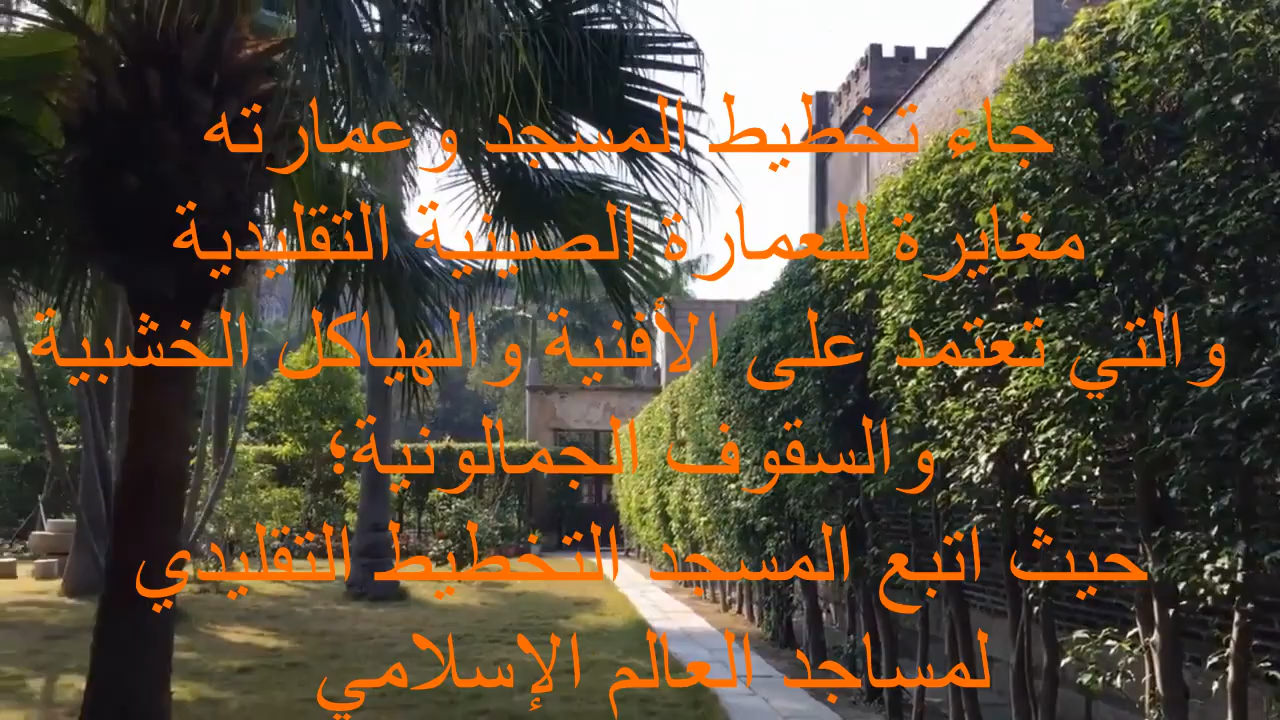 جاء تخطيط المسجد وعمارته
مغايرة للعمارة الصينية التقليدية
والتي تعتمد على الأفنية والهياكل الخشبية
والسقوف الجمالونية؛
حيث اتبع المسجد التخطيط التقليدي
لمساجد العالم الإسلامي